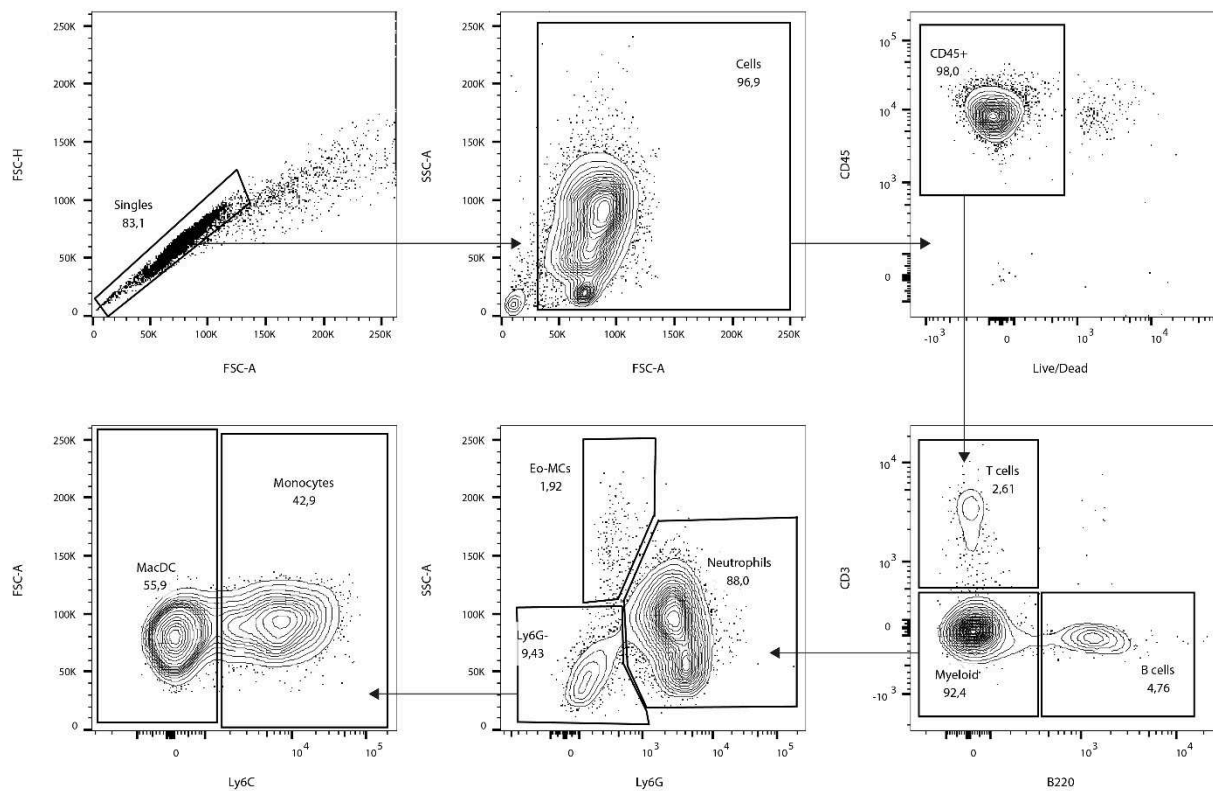 250K
200K
150K
100K
50K
0
FSC-H
Singles
83,1
0
50K
100K
150K
200K
250K
FSC-A
250K
200K
150K
100K
50K
0
SSC-A
Cells
96,9
0
50K
100K
150K
200K
250K
FSC-A
10^5
10^4
10^3
0
CD45
CD45+
98,0
-10^3
0
10^3
10^4
Live/Dead
250K
200K
150K
100K
50K
0
FSC-A
MacDC
55,9
Monocytes
42,9
0
10^4
10^5
Ly6C
250K
200K
150K
100K
50K
0
SSC-A
Eo-MCs
1,92
Neutrophils
88,0
Ly6G-
9,43
0
10^3
10^4
10^5
Ly6G
10^4
10^3
0
-10^3
CD3
T cells
2,61
Myeloid
92,4
B cells
4,76
0
10^3
10^4
B220